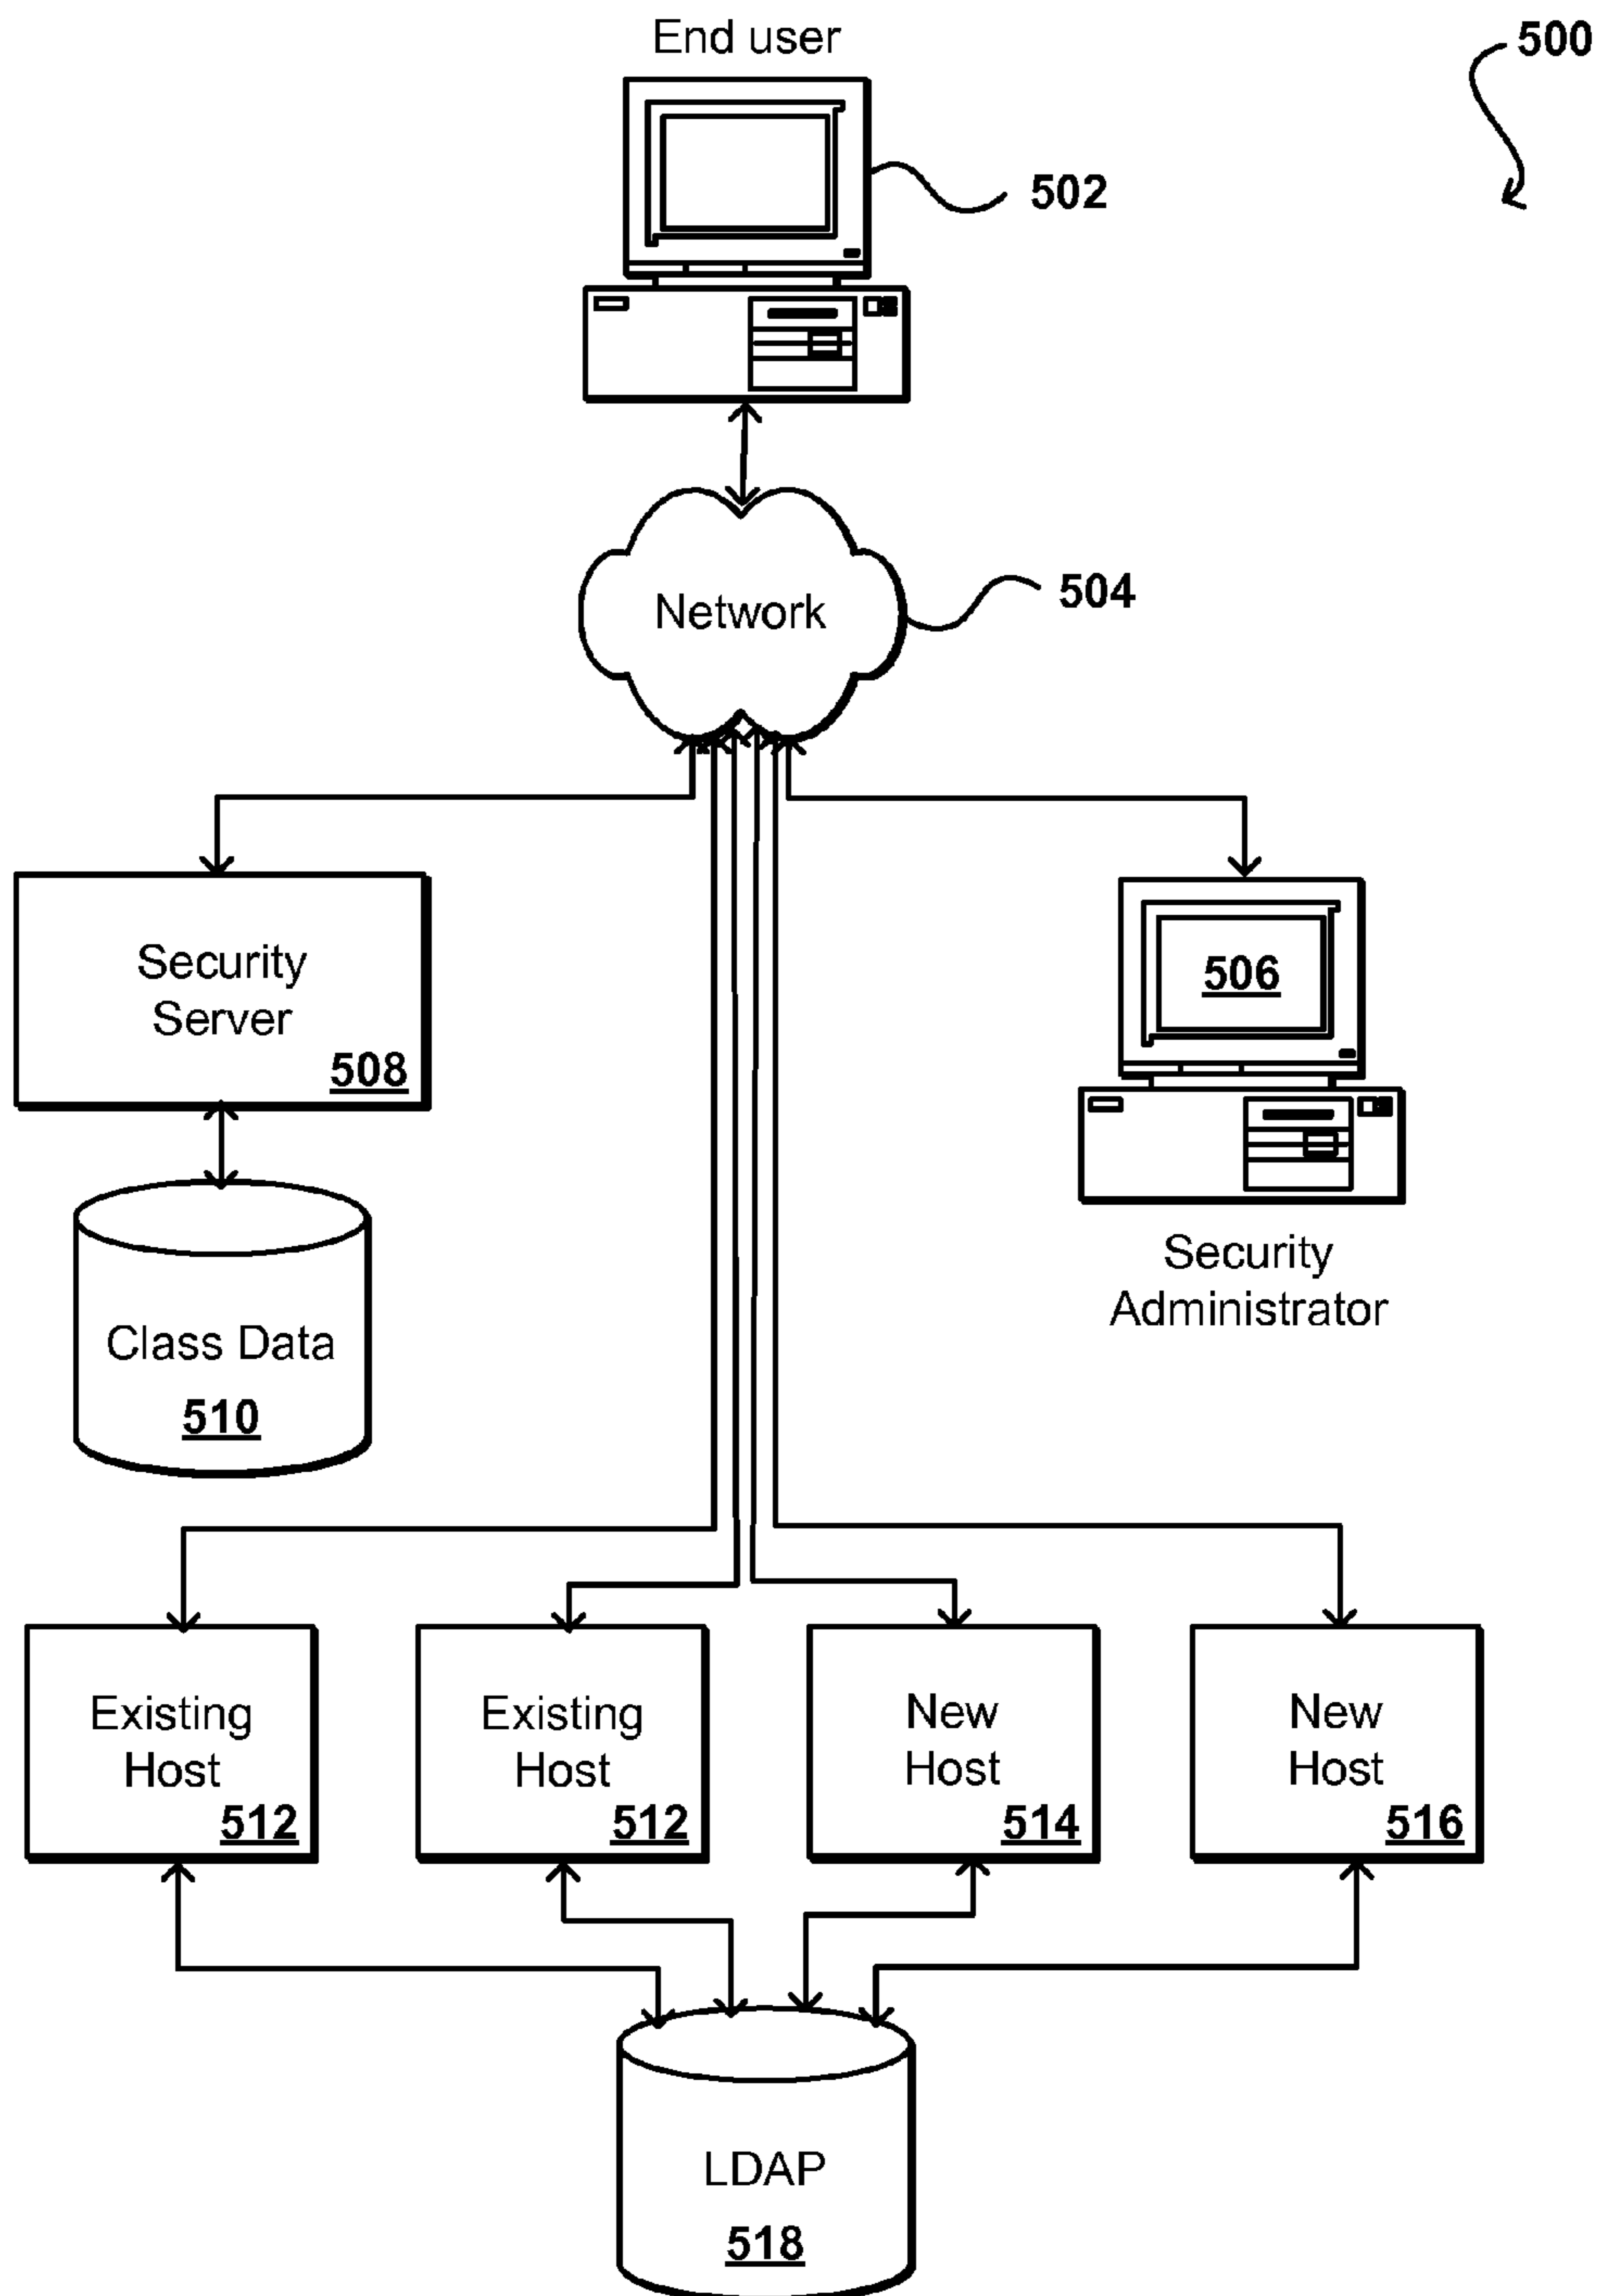 End user
500
502
Network
504
Security
Server
508
506
Security
Administrator
Class Data
510
Existing
Host
512
Existing
Host
512
New
Host
514
New
Host
516
LDAP
518